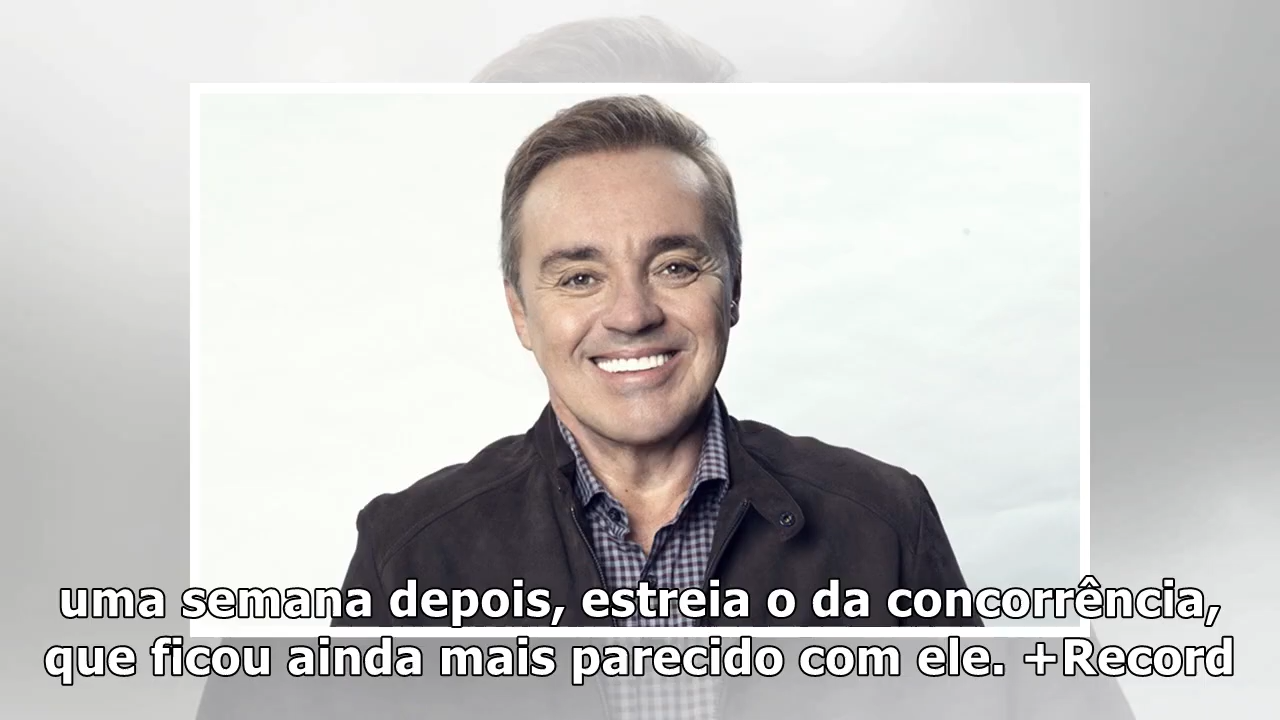 uma semana depois, estreia o da concorrência,
que ficou ainda mais parecido com ele. +Record